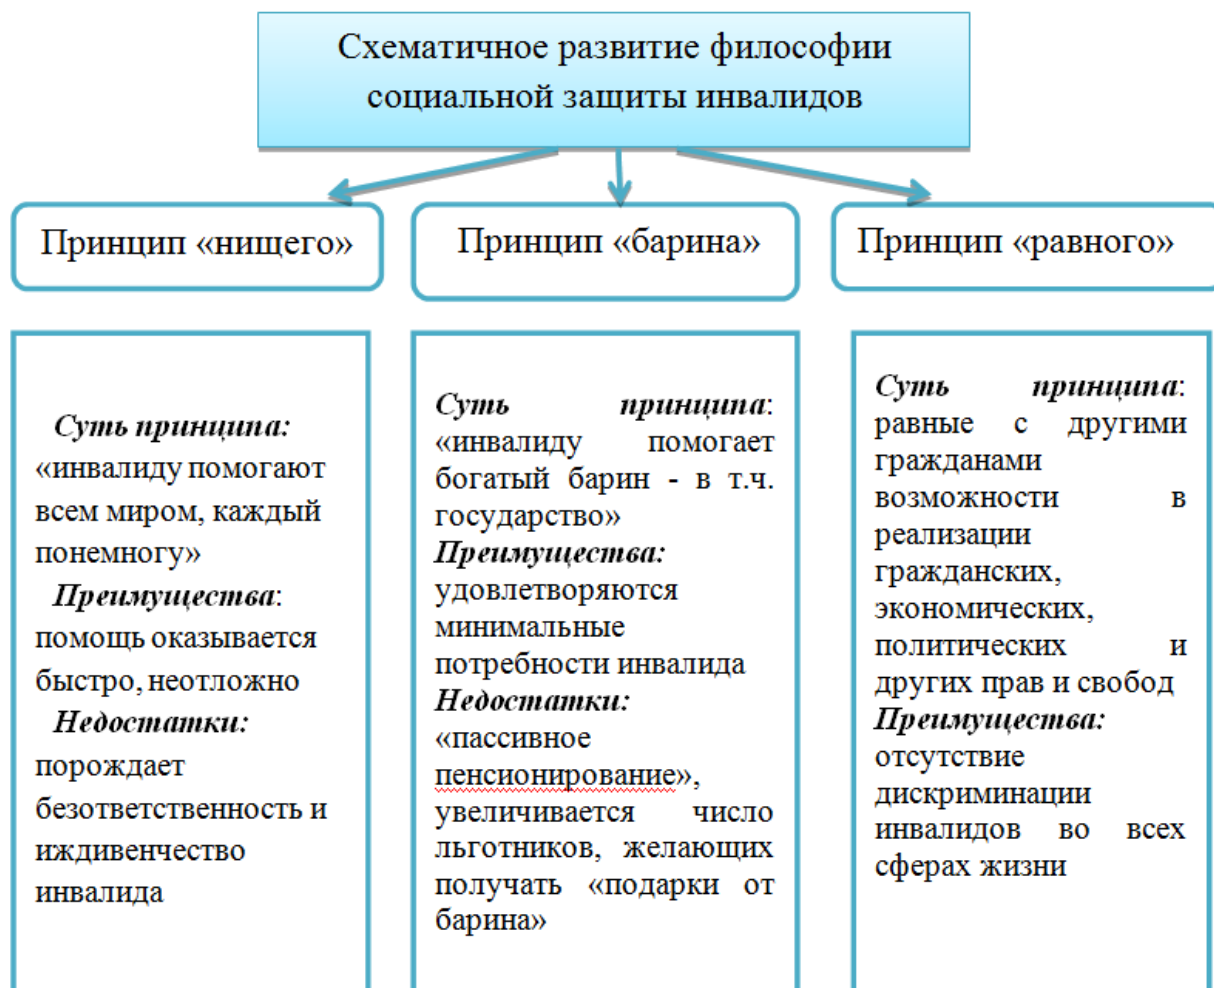 Схематичное развитие философии
социальной защиты инвалидов
Принцип «нищего»
Принцип «барина»
Принцип «равного»
Суть принципа:
«инвалиду помогают
всем миром, каждый
понемногу»
Преимущества:
помощь оказывается
быстро, неотложно
Недостатки:
порождает
безответственность и
иждивенчество
инвалида
Суть принципа:
«инвалиду помогает
богатый барин - в т.ч.
государство»
Преимущества:
удовлетворяются
минимальные
потребности инвалида
Недостатки:
«пассивное
пенсионирование»,
увеличивается число
льготников, желающих
получать «подарки от
барина»
Суть принципа:
равные с другими
гражданами
возможности в
реализации
гражданских,
экономических,
политических и
других прав и свобод
Преимущества:
отсутствие
дискриминации
инвалидов во всех
сферах жизни